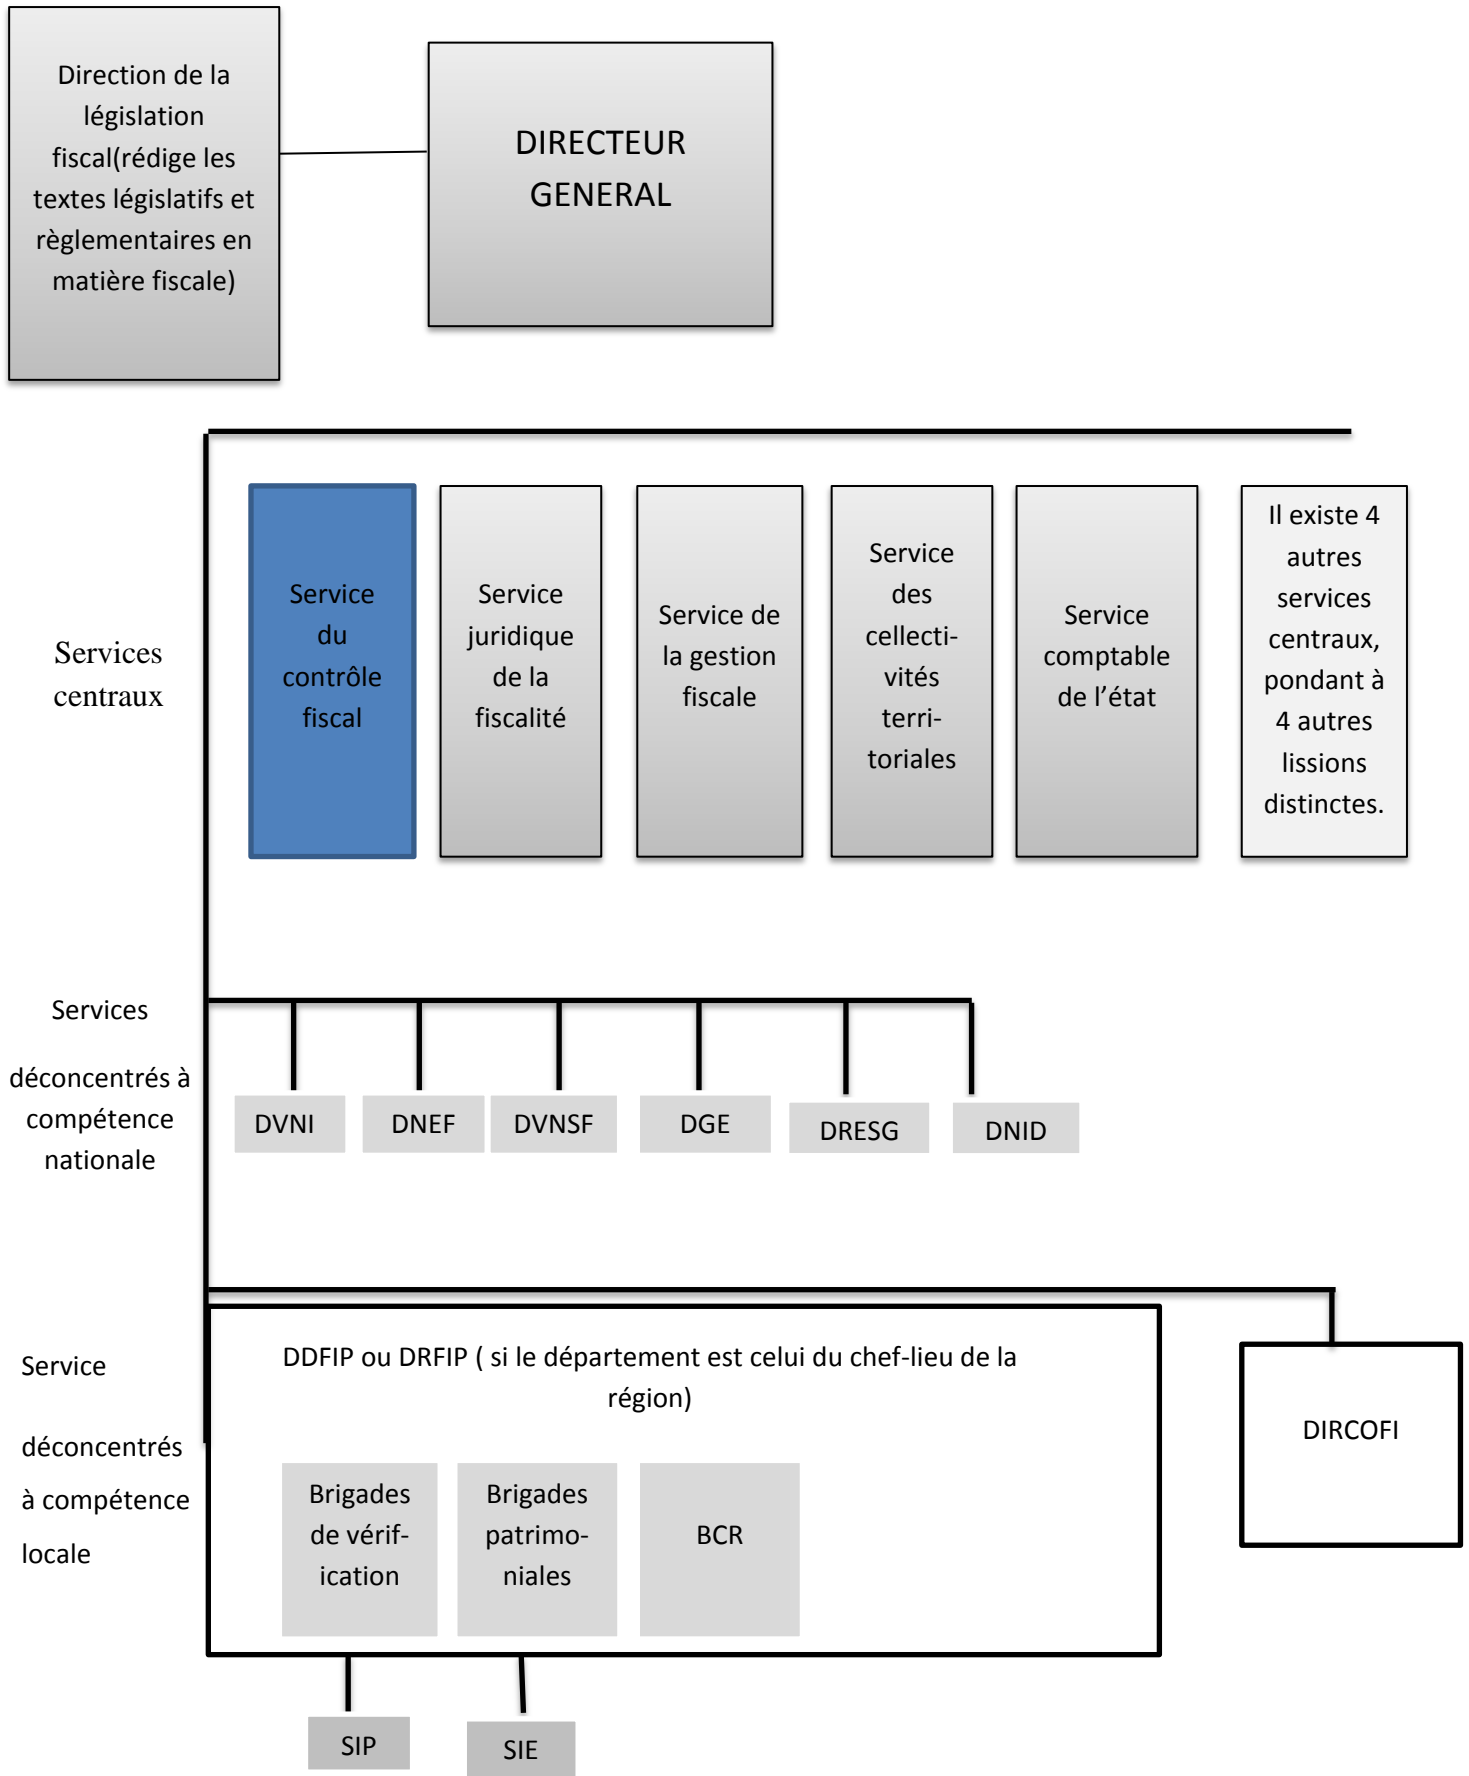 Direction de la
législation
fiscal(rédige les
textes législatifs et
règlementaires en
matière fiscale)
DIRECTEUR
GENERAL
Services
centraux
Service
du
contrôle
fiscal
Service
juridique
de la
fiscalité
Service de
la gestion
fiscale
Service
des
cellecti-
vités
terri-
toriales
Service
comptable
de l’état
Il existe 4
autres
services
centraux,
pondant à
4 autres
lissions
distinctes.
Services
déconcentrés à
compétence
nationale
DVNI
DNEF
DVNSF
DGE
DRESG
DNID
Service
déconcentrés
à compétence
locale
DDFIP ou DRFIP ( si le département est celui du chef-lieu de la
région)
Brigades
de vérif-
ication
Brigades
patrimo-
niales
BCR
DIRCOFI
SIP
SIE